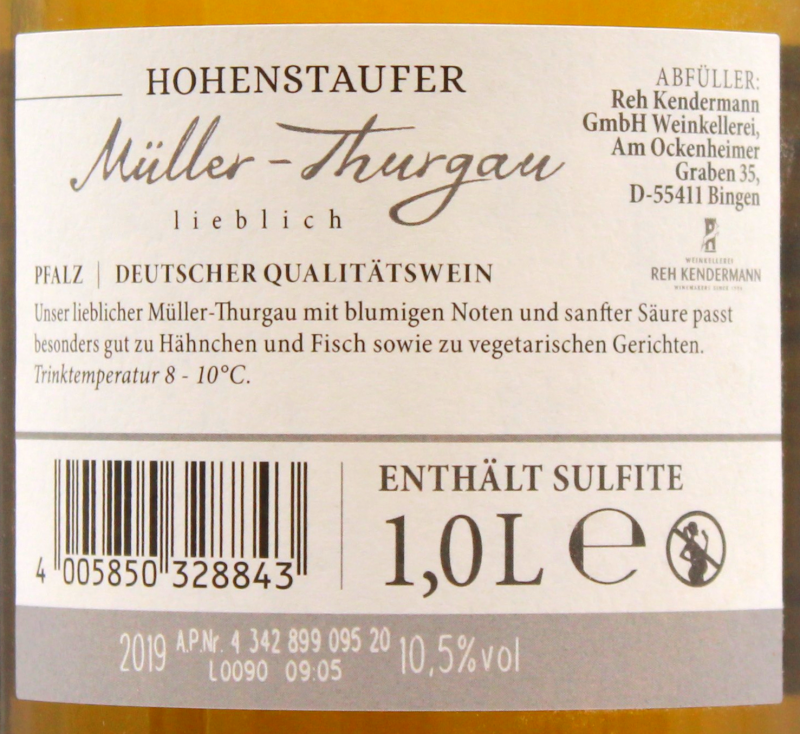 HOHENSTAUFER
Müller-Thurgau
lieblich
PFALZ | DEUTSCHER QUALITÄTSWEIN
ABFÜLLER:
Reh Kendermann
GmbH Weinkellerei,
Am Ockenheimer
Graben 35,
D-55411 Bingen
WEINKELLEREI
REH KENDERMANN
Unser lieblicher Müller-Thurgau mit blumigen Noten und sanfter Säure passt
besonders gut zu Hähnchen und Fisch sowie zu vegetarischen Gerichten.
Trinktemperatur 8 - 10°C.
4 005850 328843
ENTHÄLT SULFITE
1,0 L e
2019 A.P.Nr. 4 342 899 095 20 10,5%vol
L0090 09:05